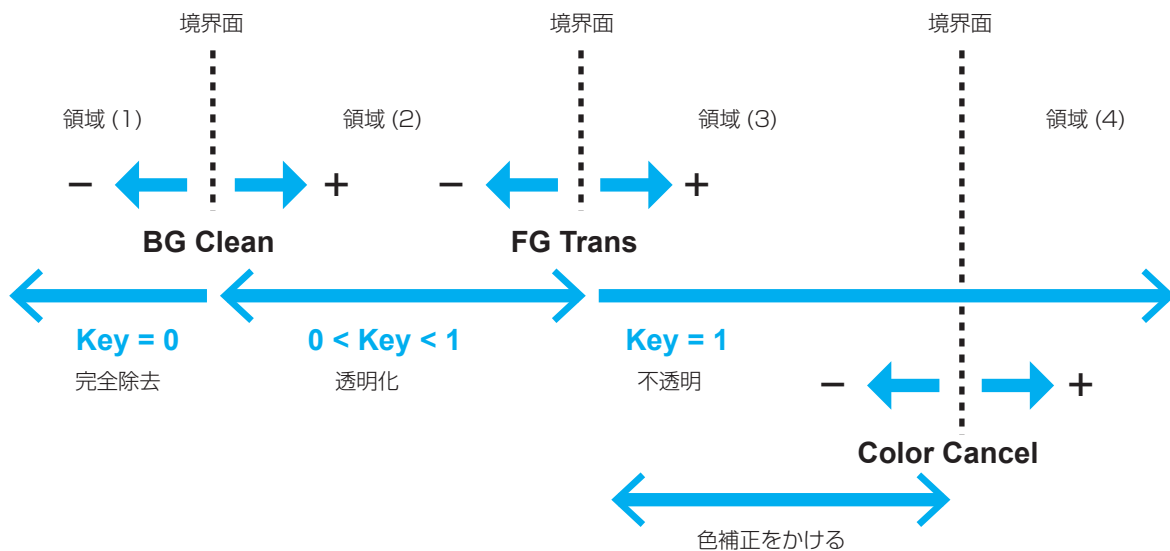 境界面 境界面 境界面
領域 (1) 領域 (2) 領域 (3) 領域 (4)
− + − +
BG Clean FG Trans
Key = 0 0 < Key < 1 Key = 1
完全除去 透明化 不透明
− +
Color Cancel
色補正をかける